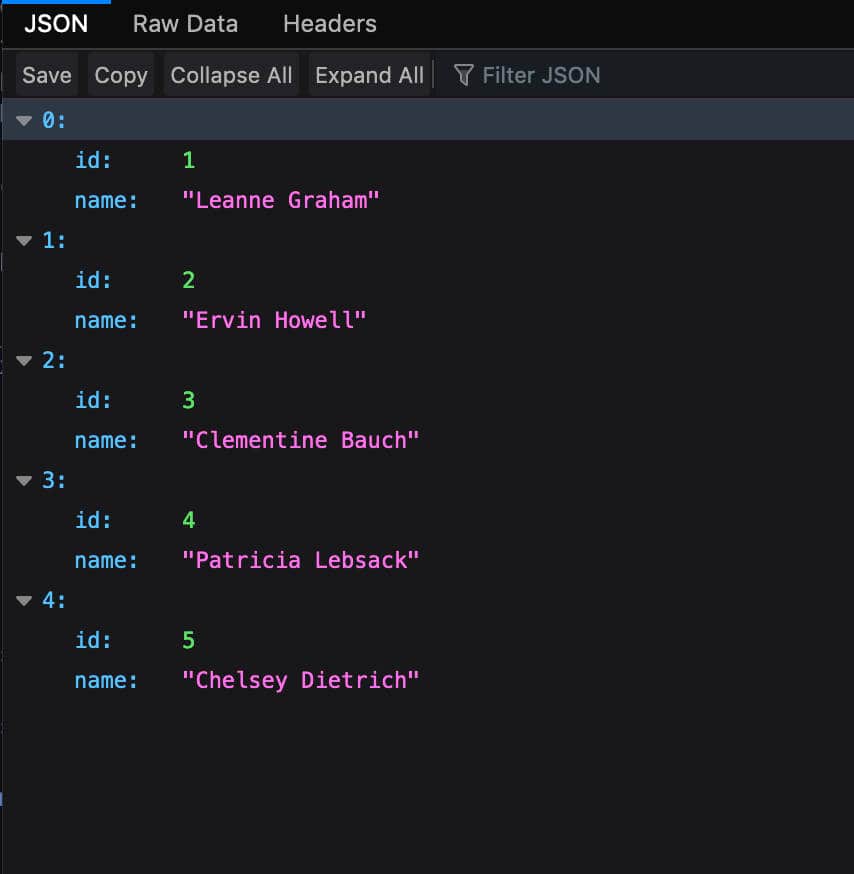 JSON Raw Data Headers
Save Copy Collapse All Expand All Filter JSON
0:
id: 1
name: "Leanne Graham"
1:
id: 2
name: "Ervin Howell"
2:
id: 3
name: "Clementine Bauch"
3:
id: 4
name: "Patricia Lebsack"
4:
id: 5
name: "Chelsey Dietrich"